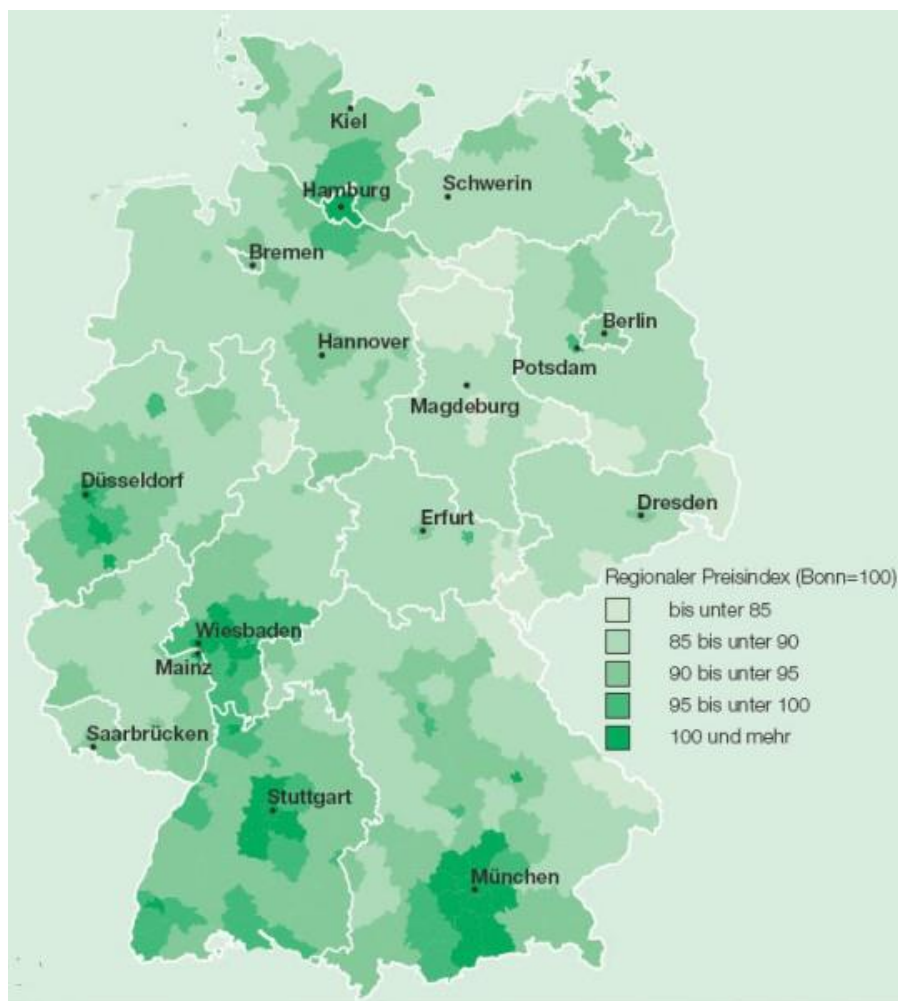 Kiel
Schwerin
Hamburg
Bremen
Berlin
Hannover
Potsdam
Magdeburg
Düsseldorf
Dresden
Erfurt
Regionaler Preisindex (Bonn=100)
bis unter 85
85 bis unter 90
90 bis unter 95
95 bis unter 100
100 und mehr
Wiesbaden
Mainz
Saarbrücken
Stuttgart
München